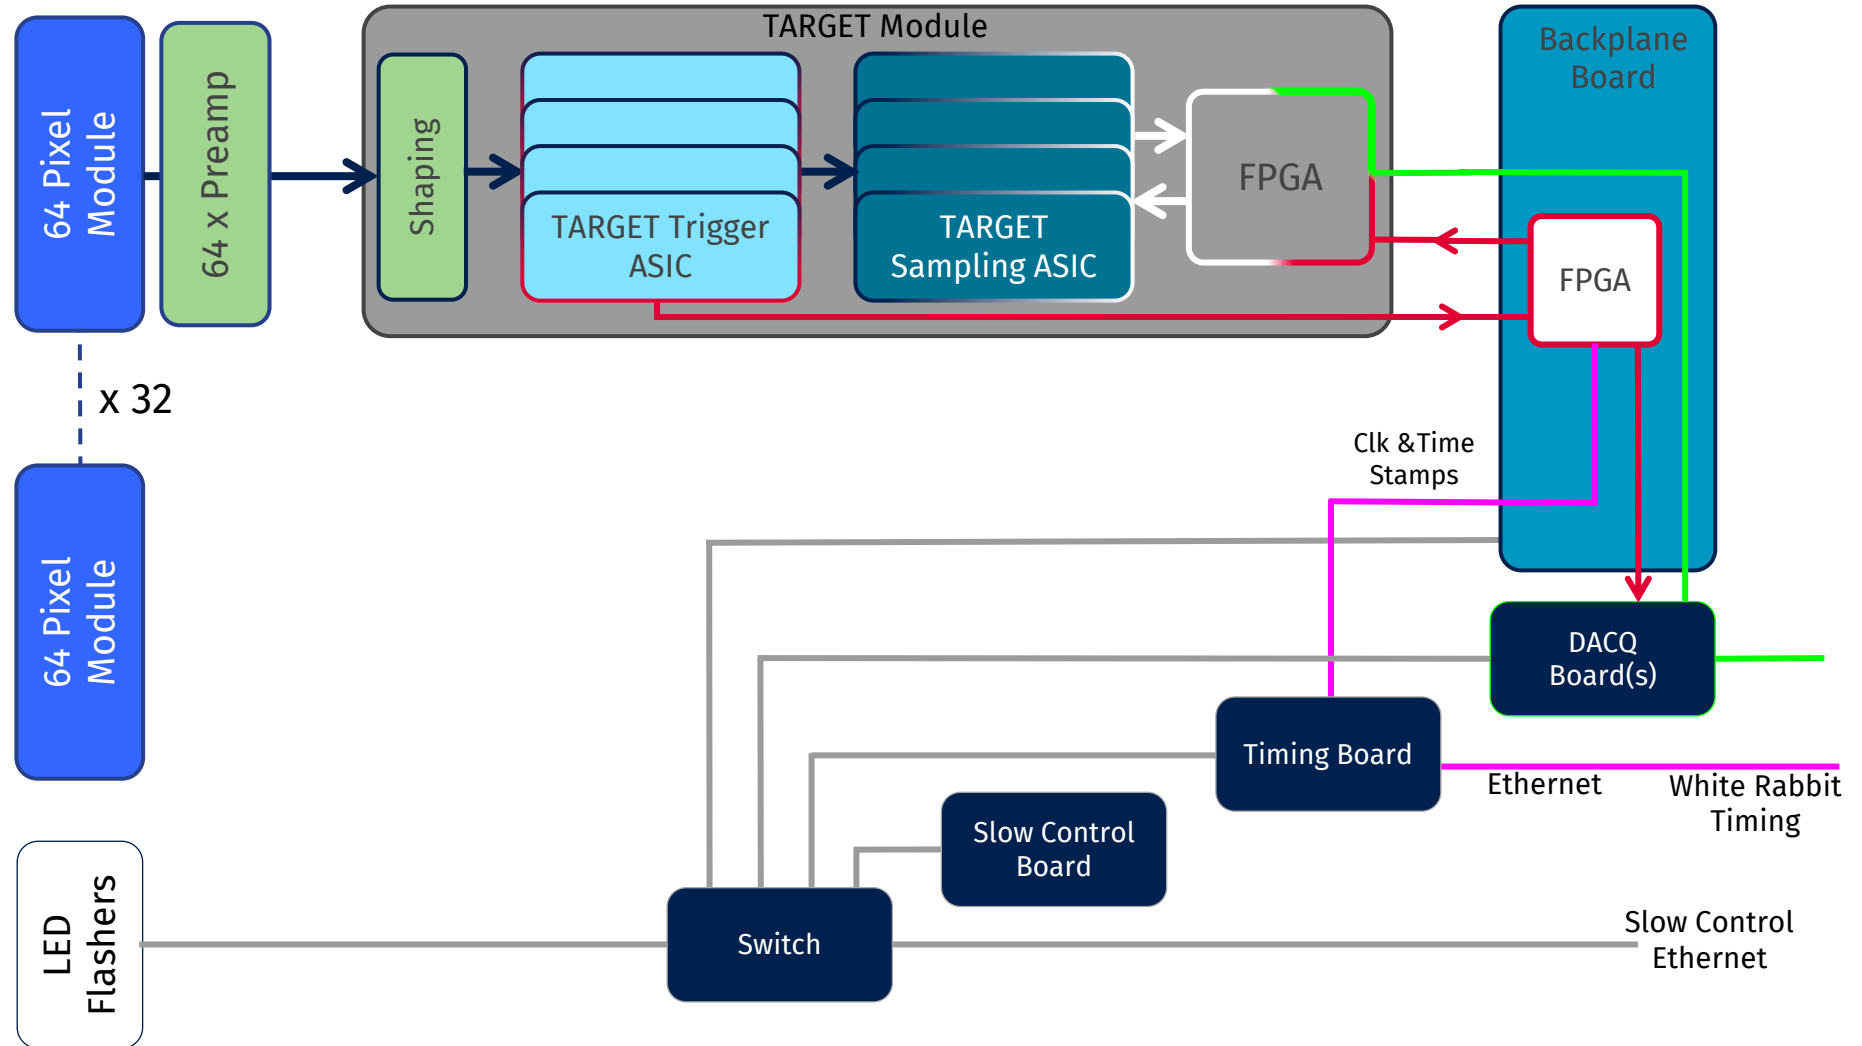 64 Pixel
Module
64 x Preamp
TARGET Module
Shaping
TARGET Trigger
ASIC
TARGET
Sampling ASIC
FPGA
Backplane
Board
FPGA
x 32
Clk &Time
Stamps
64 Pixel
Module
DACQ
Board(s)
Timing Board
Ethernet
White Rabbit
Timing
Slow Control
Board
LED
Flashers
Switch
Slow Control
Ethernet